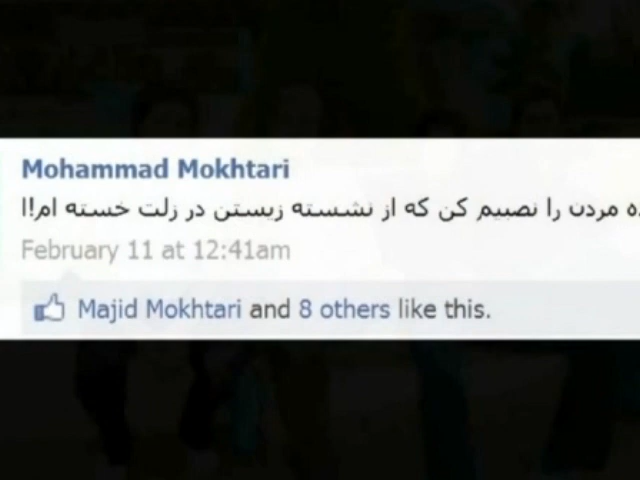 Mohammad Mokhtari
مردن را نصیبم کن که از نشسته زیستن در زلت خسته ام!ا
February 11 at 12:41am
Majid Mokhtari and 8 others like this.